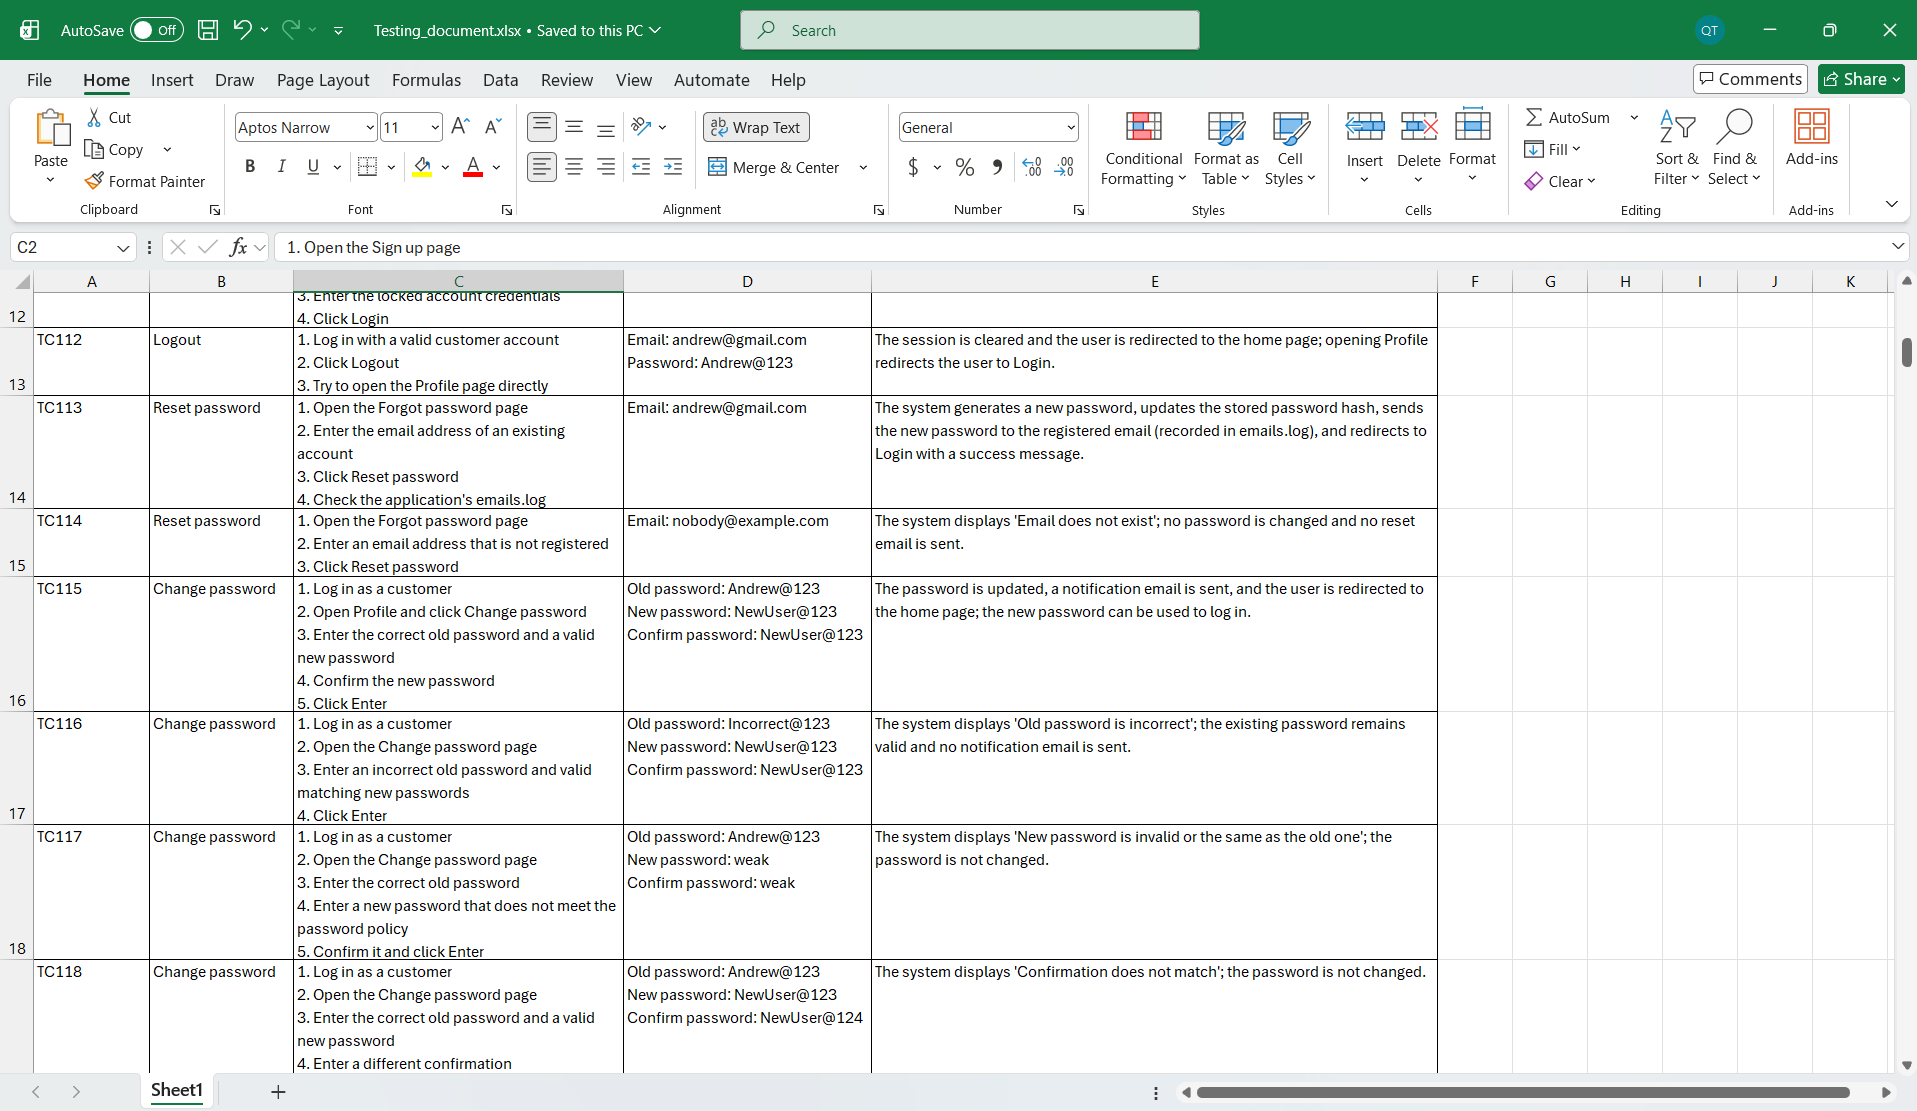 AutoSave Off Testing_document.xlsx • Saved to this PC Search QT
File Home Insert Draw Page Layout Formulas Data Review View Automate Help Comments Share
Paste Cut Copy Format Painter Clipboard
Aptos Narrow 11 B I U A Font
Wrap Text Merge & Center Alignment
General $ % Number
Conditional Formatting Format as Table Cell Styles Styles
Insert Delete Format Cells
AutoSum Fill Clear Sort & Filter Find & Select Editing
Add-ins Add-ins
C2 fx 1. Open the Sign up page
A B C D E F G H I J K
3. Enter the locked account credentials
12 4. Click Login
TC112 Logout 1. Log in with a valid customer account Email: andrew@gmail.com The session is cleared and the user is redirected to the home page; opening Profile
2. Click Logout Password: Andrew@123 redirects the user to Login.
13 3. Try to open the Profile page directly
TC113 Reset password 1. Open the Forgot password page Email: andrew@gmail.com The system generates a new password, updates the stored password hash, sends
2. Enter the email address of an existing the new password to the registered email (recorded in emails.log), and redirects to
account Login with a success message.
3. Click Reset password
14 4. Check the application's emails.log
TC114 Reset password 1. Open the Forgot password page Email: nobody@example.com The system displays 'Email does not exist'; no password is changed and no reset
2. Enter an email address that is not registered email is sent.
15 3. Click Reset password
TC115 Change password 1. Log in as a customer Old password: Andrew@123 The password is updated, a notification email is sent, and the user is redirected to
2. Open Profile and click Change password New password: NewUser@123 the home page; the new password can be used to log in.
3. Enter the correct old password and a valid Confirm password: NewUser@123
new password
4. Confirm the new password
16 5. Click Enter
TC116 Change password 1. Log in as a customer Old password: Incorrect@123 The system displays 'Old password is incorrect'; the existing password remains
2. Open the Change password page New password: NewUser@123 valid and no notification email is sent.
3. Enter an incorrect old password and valid Confirm password: NewUser@123
matching new passwords
17 4. Click Enter
TC117 Change password 1. Log in as a customer Old password: Andrew@123 The system displays 'New password is invalid or the same as the old one'; the
2. Open the Change password page New password: weak password is not changed.
3. Enter the correct old password Confirm password: weak
4. Enter a new password that does not meet the
password policy
18 5. Confirm it and click Enter
TC118 Change password 1. Log in as a customer Old password: Andrew@123 The system displays 'Confirmation does not match'; the password is not changed.
2. Open the Change password page New password: NewUser@123
3. Enter the correct old password and a valid Confirm password: NewUser@124
new password
4. Enter a different confirmation
Sheet1